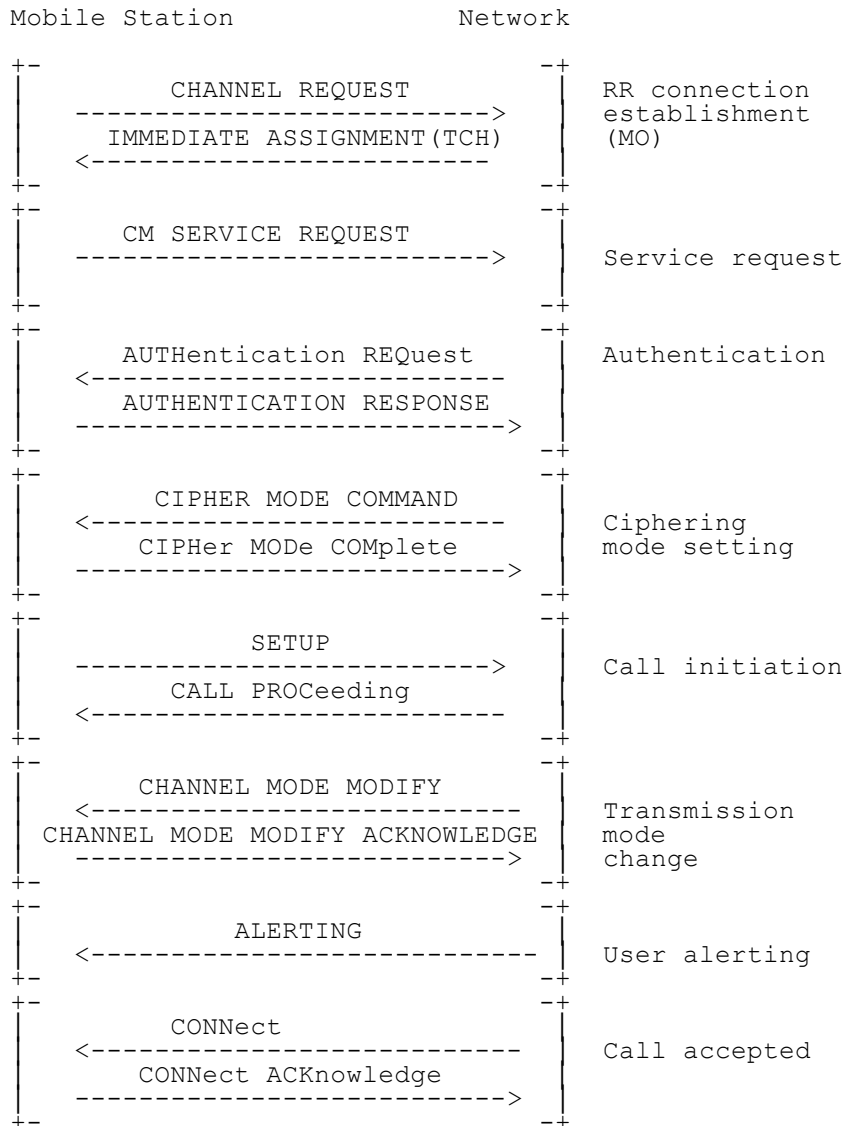 Mobile Station Network
CHANNEL REQUEST RR connection
establishment
IMMEDIATE ASSIGNMENT(TCH) (MO)
CM SERVICE REQUEST
Service request
AUTHentication REQuest Authentication
AUTHENTICATION RESPONSE
CIPHER MODE COMMAND
Ciphering
CIPHer MODe COMplete mode setting
SETUP
Call initiation
CALL PROCeeding
CHANNEL MODE MODIFY
Transmission
CHANNEL MODE MODIFY ACKNOWLEDGE mode
change
ALERTING
User alerting
CONNect
Call accepted
CONNect ACKnowledge